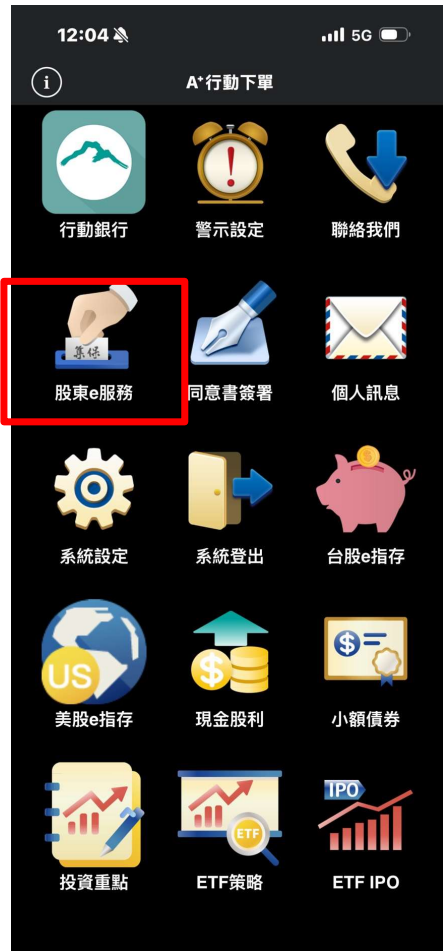 12:04
5G
i
A⁺行動下單
行動銀行
警示設定
聯絡我們
集保
股東e服務
同意書簽署
個人訊息
系統設定
系統登出
台股e指存
US
美股e指存
現金股利
小額債券
ETF
IPO
投資重點
ETF策略
ETF IPO